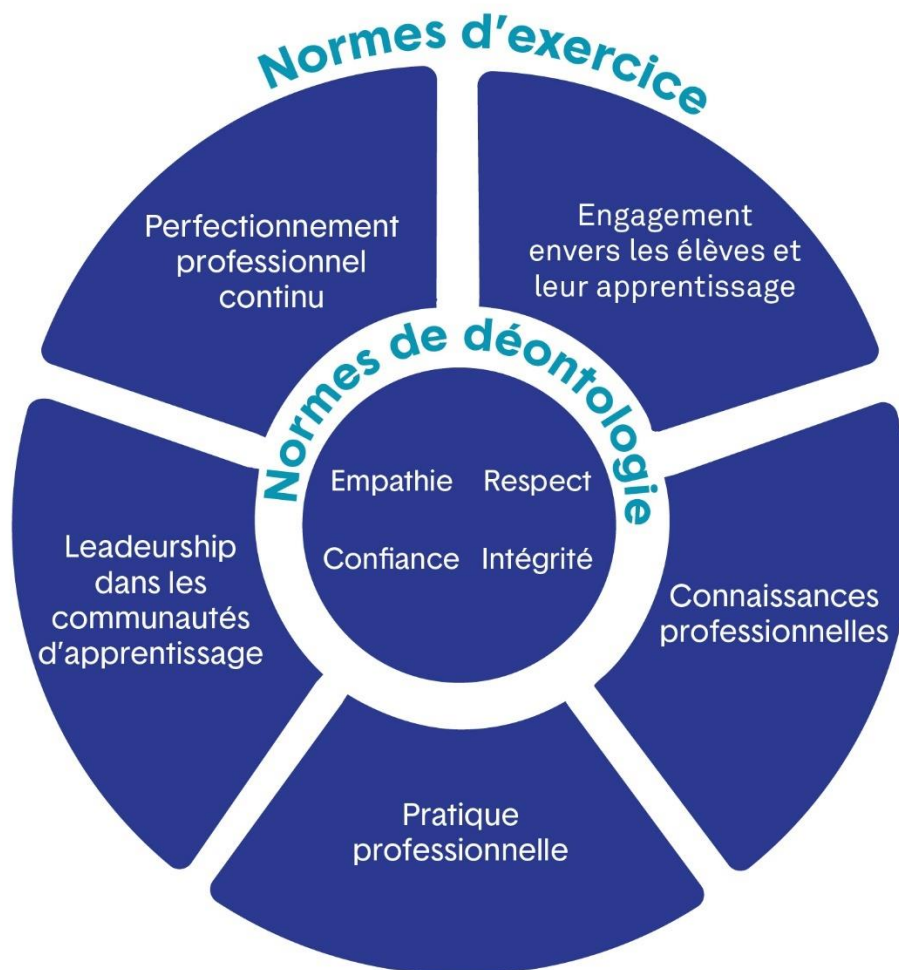 Normes d'exercice
Perfectionnement
professionnel
continu
Engagement
envers les élèves et
leur apprentissage
Normes de déontologie
Empathie Respect
Confiance Intégrité
Leadeurship
dans les
communautés
d'apprentissage
Connaissances
professionnelles
Pratique
professionnelle